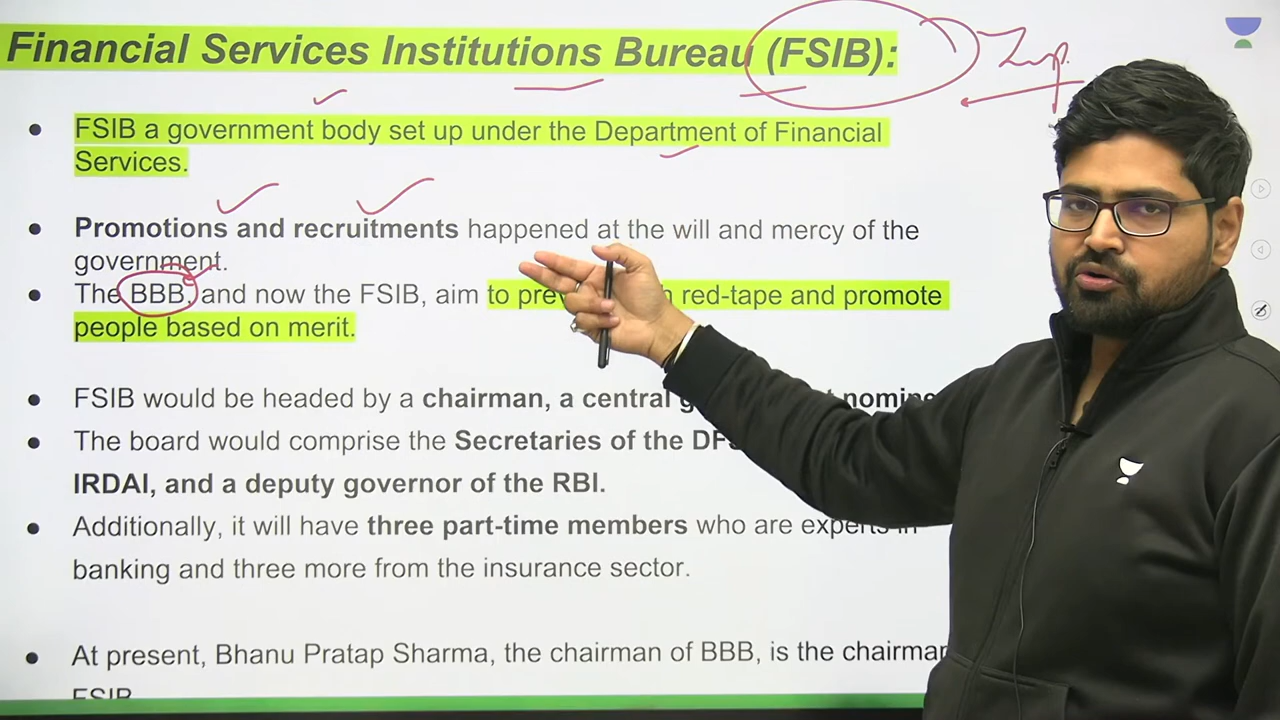 Financial Services Institutions Bureau (FSIB):
Imp.
● FSIB a government body set up under the Department of Financial
Services.
● Promotions and recruitments happened at the will and mercy of the
government.
● The BBB, and now the FSIB, aim to red-tape and promote
people based on merit.
● FSIB would be headed by a chairman, a central
● The board would comprise the Secretaries of the
IRDAI, and a deputy governor of the RBI.
● Additionally, it will have three part-time members who are experts in
banking and three more from the insurance sector.
● At present, Bhanu Pratap Sharma, the chairman of BBB, is the
FSIB